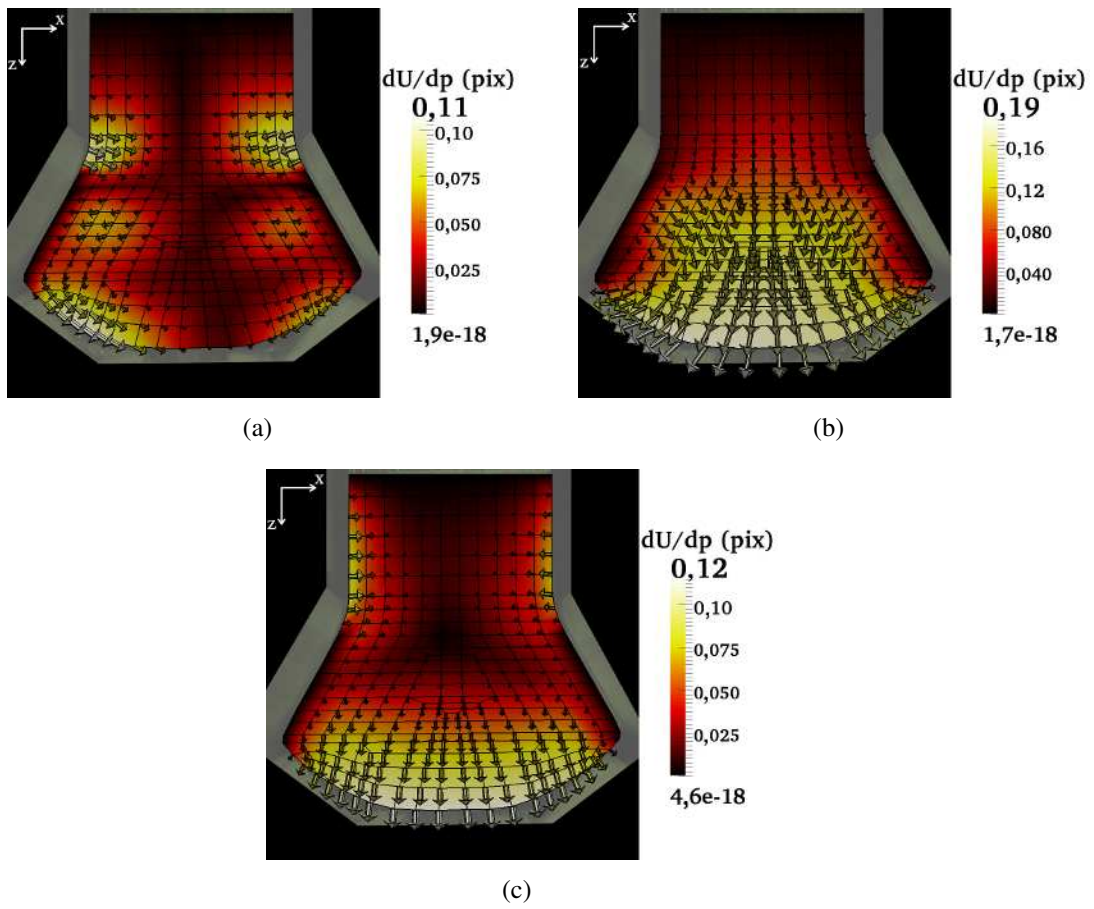 x
z
dU/dp (pix)
0,11
0,10
0,075
0,050
0,025
1,9e-18
(a)
x
z
dU/dp (pix)
0,19
0,16
0,12
0,080
0,040
1,7e-18
(b)
x
z
dU/dp (pix)
0,12
0,10
0,075
0,050
0,025
4,6e-18
(c)